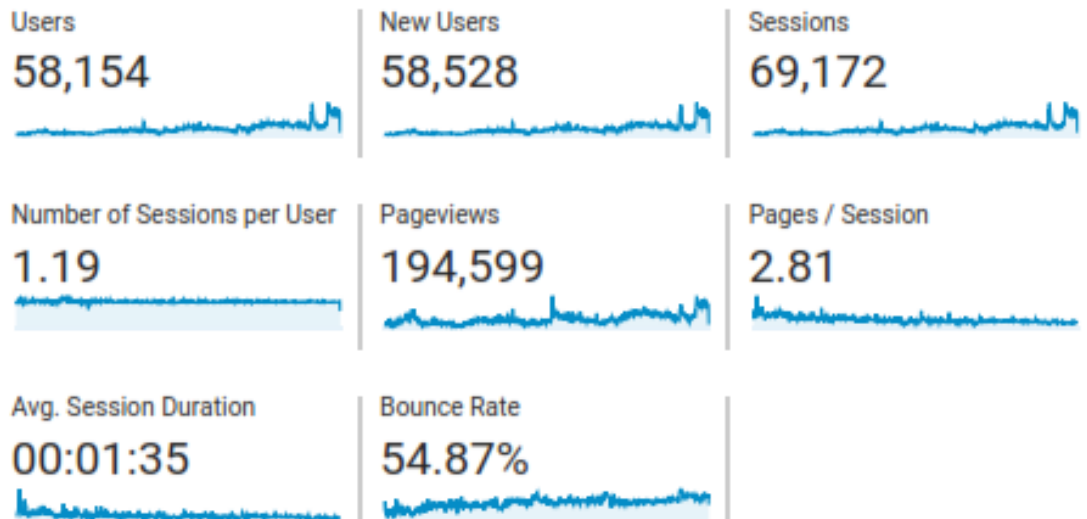 Users
58,154
New Users
58,528
Sessions
69,172
Number of Sessions per User
1.19
Pageviews
194,599
Pages / Session
2.81
Avg. Session Duration
00:01:35
Bounce Rate
54.87%